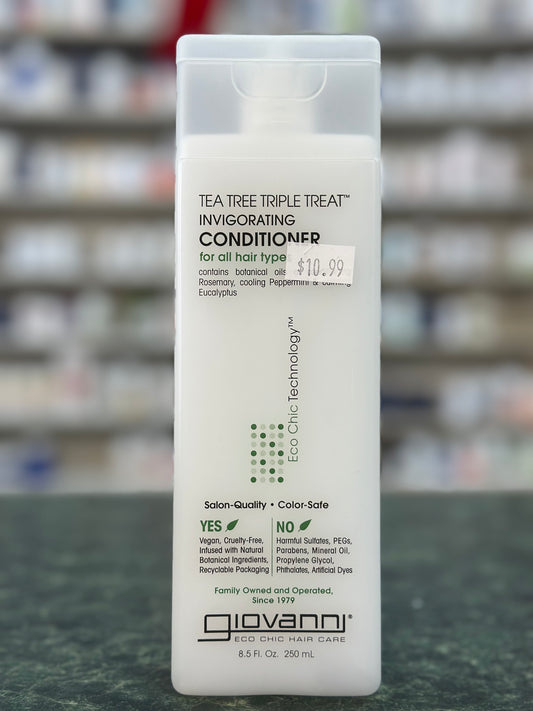 TEA TREE TRIPLE TREAT™
INVIGORATING
CONDITIONER
for all hair types
$10.99
contains botanical oils
Rosemary, cooling Peppermint & calming
Eucalyptus
Eco Chic Technology™
Salon-Quality • Color-Safe
YES
Vegan, Cruelty-Free,
Infused with Natural
Botanical Ingredients,
Recyclable Packaging
NO
Harmful Sulfates, PEGs,
Parabens, Mineral Oil,
Propylene Glycol,
Phthalates, Artificial Dyes
Family Owned and Operated,
Since 1979
giovanni®
ECO CHIC HAIR CARE
8.5 Fl. Oz. 250 mL